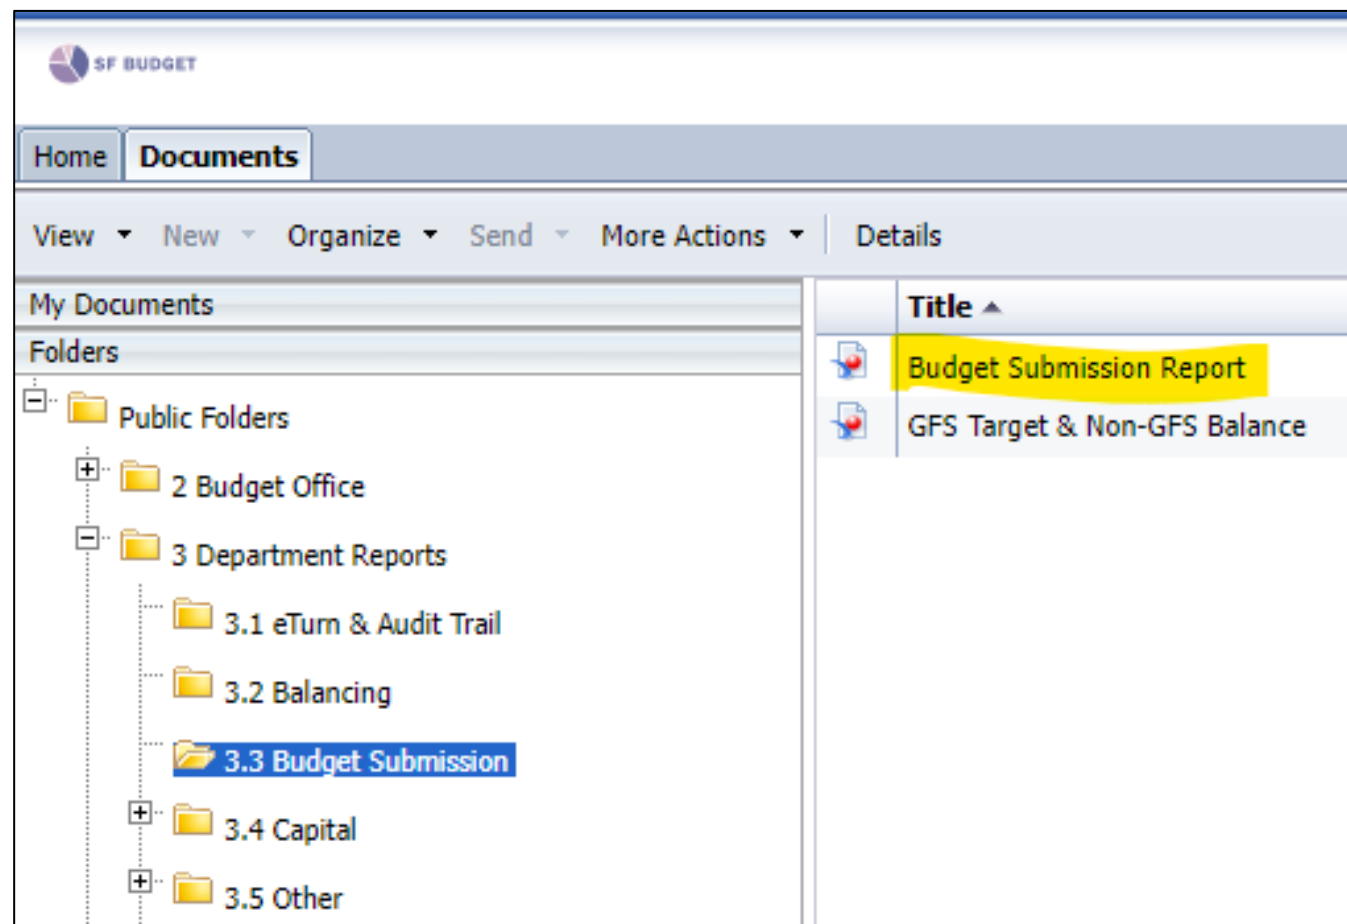 SF BUDGET
Home Documents
View New Organize Send More Actions Details
My Documents
Folders
Public Folders
2 Budget Office
3 Department Reports
3.1 eTurn & Audit Trail
3.2 Balancing
3.3 Budget Submission
3.4 Capital
3.5 Other
Title
Budget Submission Report
GFS Target & Non-GFS Balance